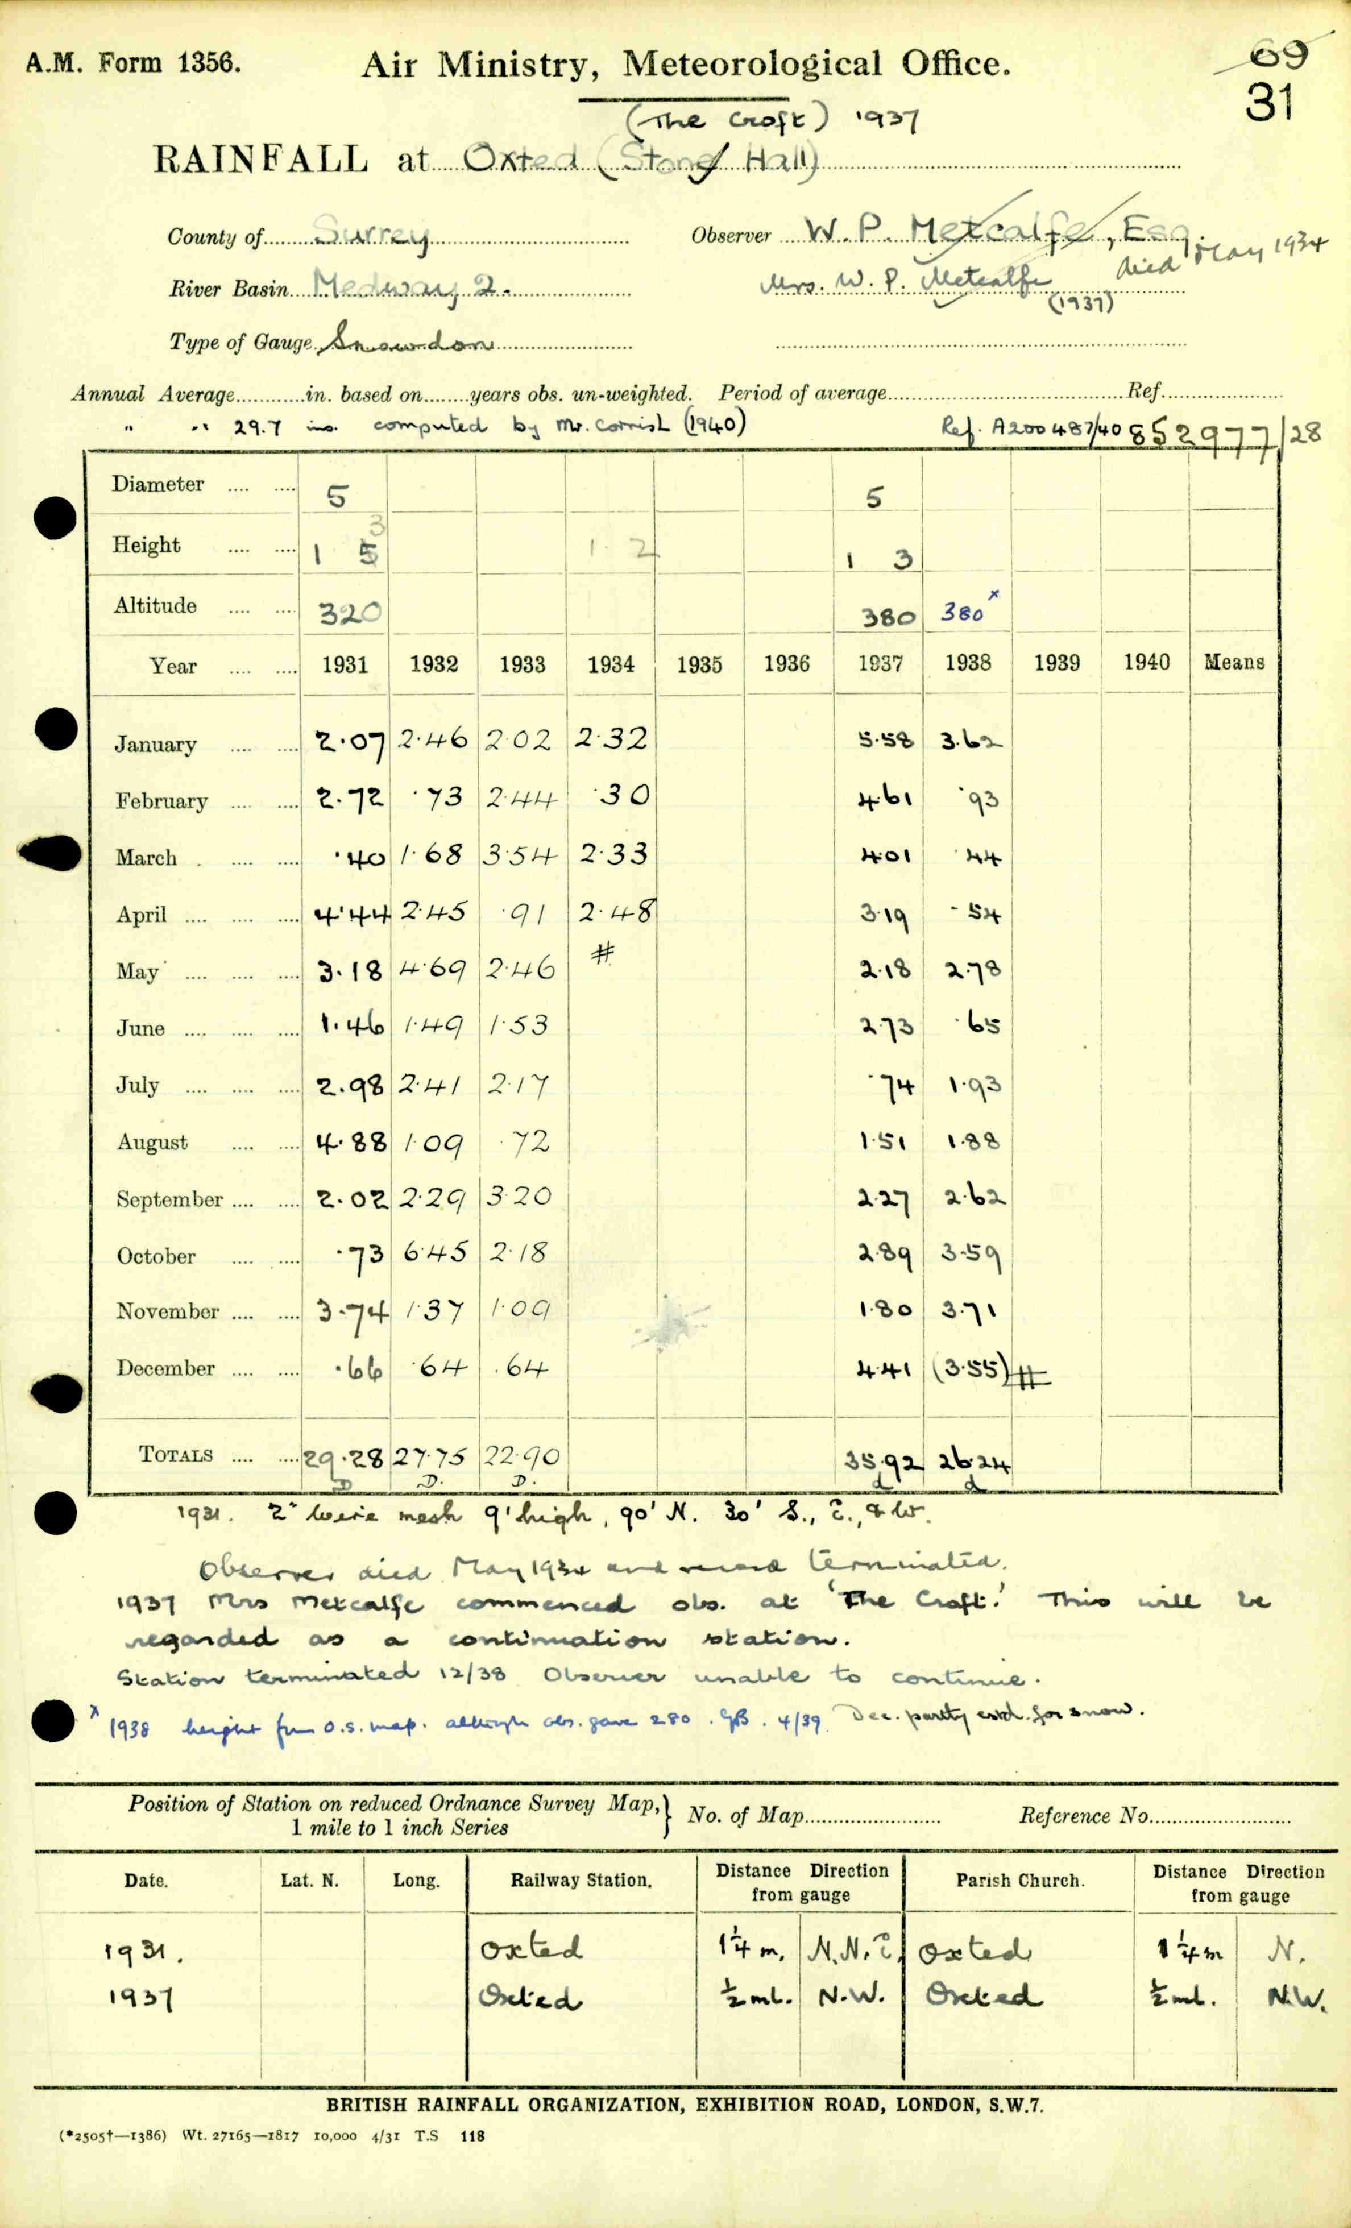 A.M. Form 1356.
Air Ministry, Meteorological Office.
69
31
(The Croft) 1937
RAINFALL at Oxted (Stone Hall)
County of Surrey Observer W. P. Metcalfe, Esq. died May 1934
River Basin Medway 2. Mrs. W. P. Metcalfe (1937)
Type of Gauge Snowdon
Annual Average............in. based on........years obs. un-weighted. Period of average........Ref........
" " 29.7 ins. computed by Mr. Cornish (1940) Ref. A200487/40 852977/28
Diameter .... .... 5 5
Height .... .... 1 5 3 1 2 1 3
Altitude .... .... 320 380 380x
Year .... .... 1931 1932 1933 1934 1935 1936 1937 1938 1939 1940 Means
January .... .... 2.07 2.46 2.02 2.32 5.58 3.62
February .... .... 2.72 .73 2.44 .30 4.61 .93
March . .... .... .40 1.68 3.54 2.33 4.01 .44
April .... .... .... 4.44 2.45 .91 2.48 3.19 .54
May .... .... .... 3.18 4.69 2.46 # 2.18 2.78
June .... .... .... 1.46 1.49 1.53 2.73 .65
July .... .... .... 2.98 2.41 2.17 .74 1.93
August .... .... 4.88 1.09 .72 1.51 1.88
September .... .... 2.02 2.29 3.20 2.27 2.62
October .... .... .73 6.45 2.18 2.89 3.59
November .... .... 3.74 1.37 1.09 1.80 3.71
December .... .... .66 .64 .64 4.41 (3.55) #
TOTALS .... .... 29.28 27.75 22.90 35.92 26.24
D D. D. d d
1931. 2" wire mesh 9' high, 90' N. 30' S., E., & W.
Observer died May 1934 and record terminated.
1937 Mrs Metcalfe commenced obs. at 'The Croft.' This will be
regarded as a continuation station.
Station terminated 12/38 Observer unable to continue.
x 1938 height from O.S. map. although obs. gave 280. GB. 4/39. Dec. partly estd. for snow.
Position of Station on reduced Ordnance Survey Map,} No. of Map........ Reference No........
1 mile to 1 inch Series
Date. Lat. N. Long. Railway Station. Distance Direction from gauge Parish Church. Distance Direction from gauge
1931. Oxted 1¼ m. N.N.E. Oxted 1¼ m N.
1937 Oxted ½ ml. N.W. Oxted ½ ml. N.W.
BRITISH RAINFALL ORGANIZATION, EXHIBITION ROAD, LONDON, S.W.7.
(*2505†—1386) Wt. 27165—1817 10,000 4/31 T.S 118